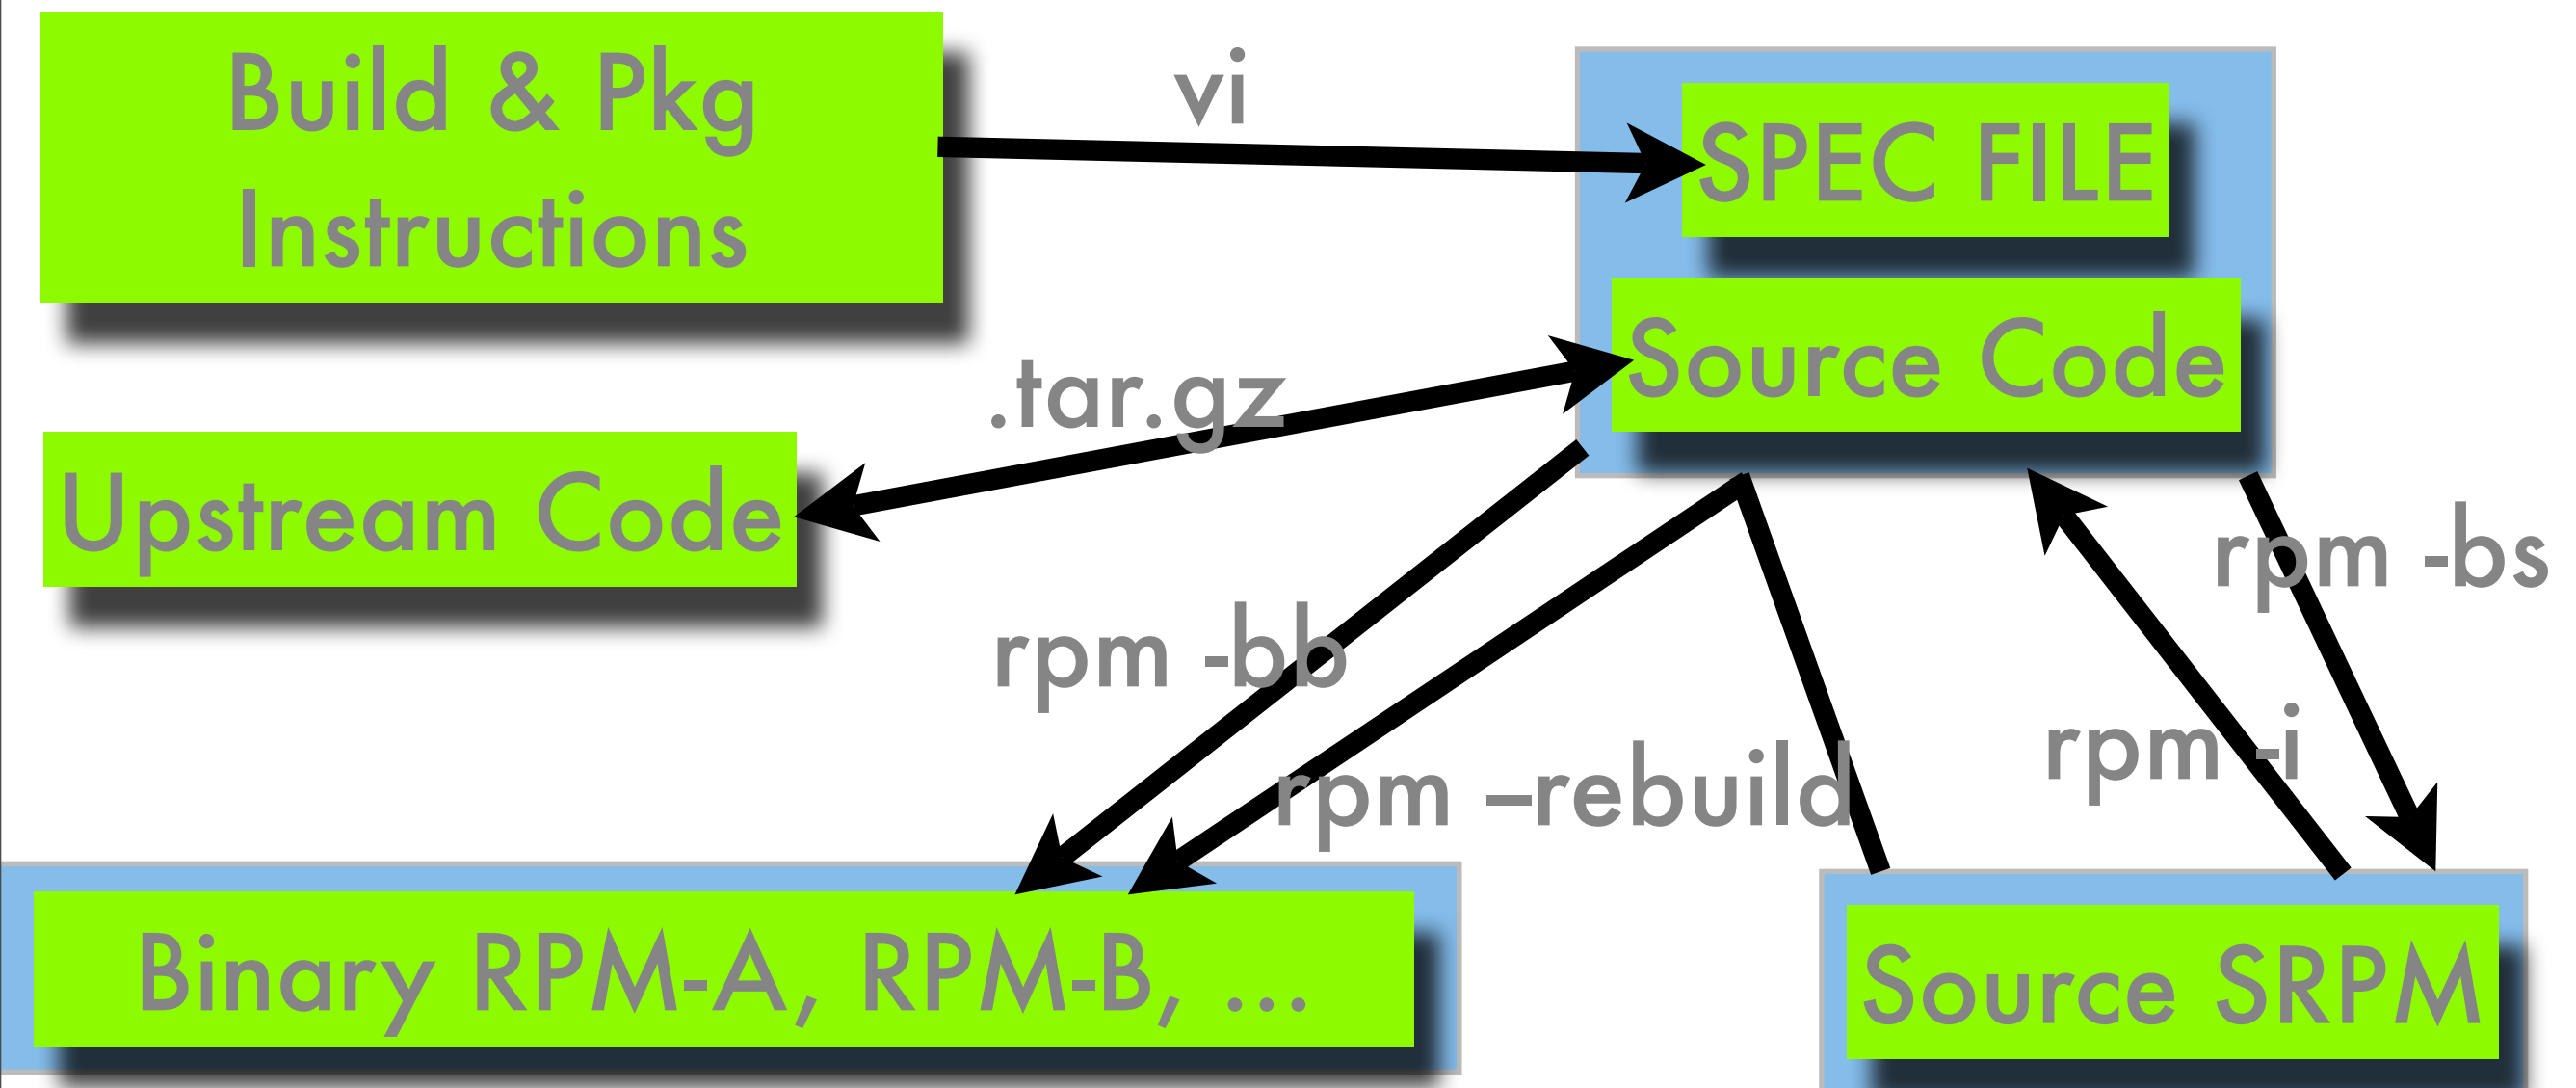 Build & Pkg
Instructions
vi
SPEC FILE
Source Code
.tar.gz
Upstream Code
rpm -bs
rpm -bb
rpm -i
rpm –rebuild
Binary RPM-A, RPM-B, ...
Source SRPM